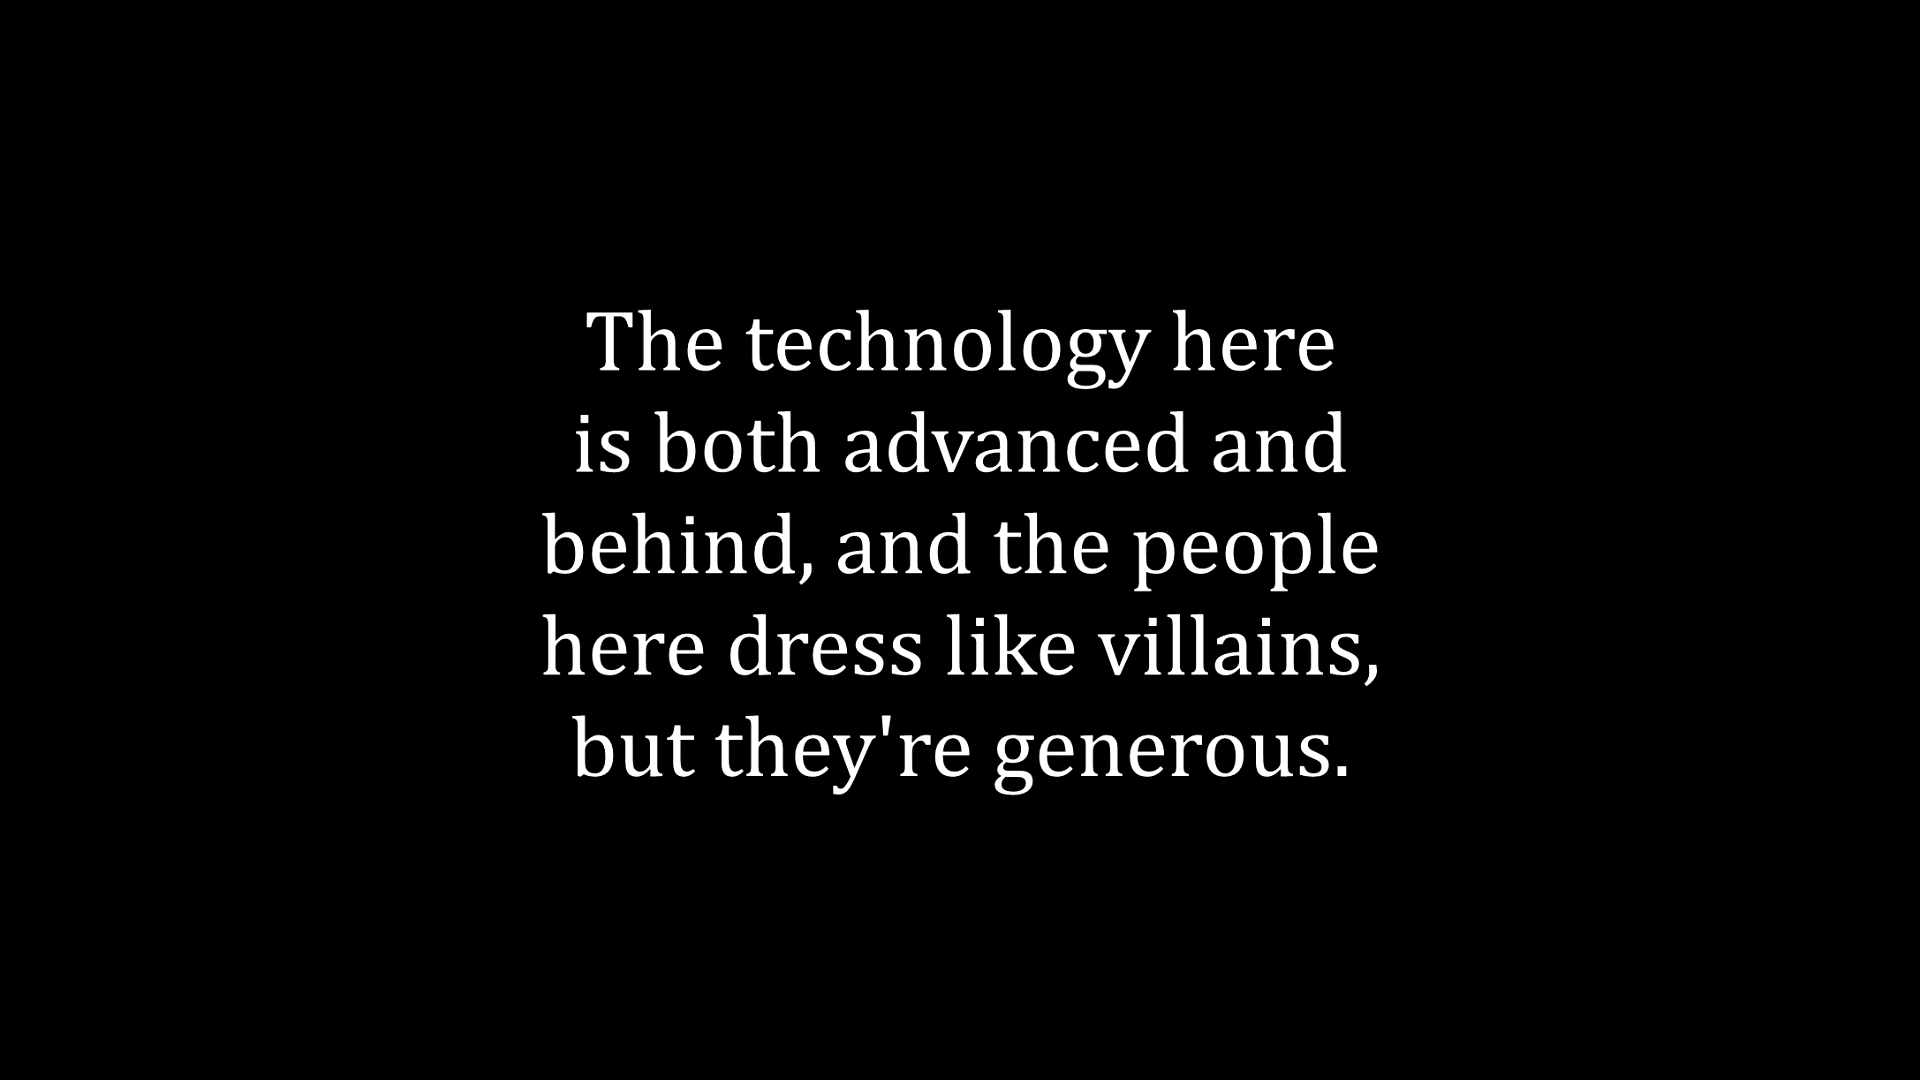 The technology here
is both advanced and
behind, and the people
here dress like villains,
but they're generous.